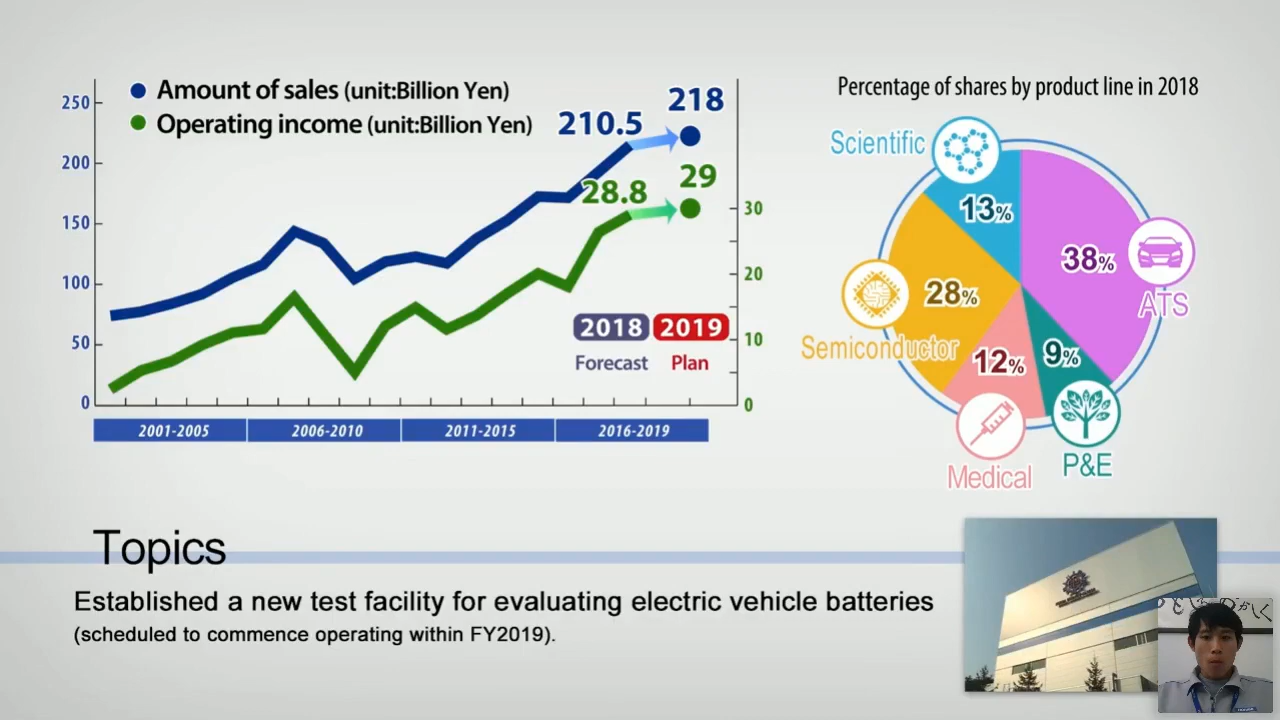 Amount of sales (unit:Billion Yen)
Operating income (unit:Billion Yen)
250
200
150
100
50
0
210.5
218
28.8
29
30
20
10
0
2018
2019
Forecast
Plan
2001-2005
2006-2010
2011-2015
2016-2019
Percentage of shares by product line in 2018
Scientific
13%
38%
ATS
28%
Semiconductor
12%
Medical
9%
P&E
Topics
Established a new test facility for evaluating electric vehicle batteries
(scheduled to commence operating within FY2019).